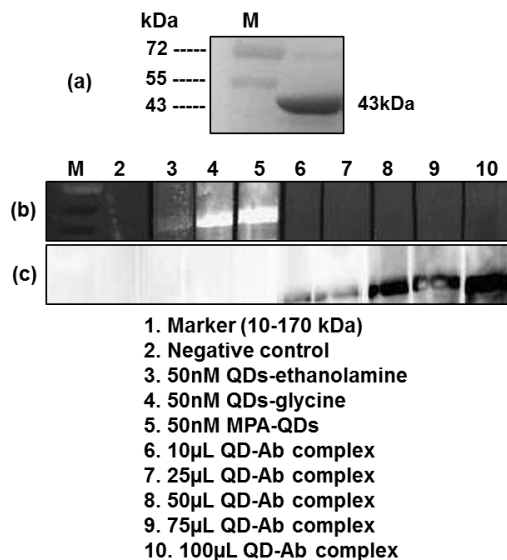 kDa M
72 -----
55 -----
(a)
43 ----- 43kDa
M 2 3 4 5 6 7 8 9 10
(b)
(c)
1. Marker (10-170 kDa)
2. Negative control
3. 50nM QDs-ethanolamine
4. 50nM QDs-glycine
5. 50nM MPA-QDs
6. 10µL QD-Ab complex
7. 25µL QD-Ab complex
8. 50µL QD-Ab complex
9. 75µL QD-Ab complex
10. 100µL QD-Ab complex